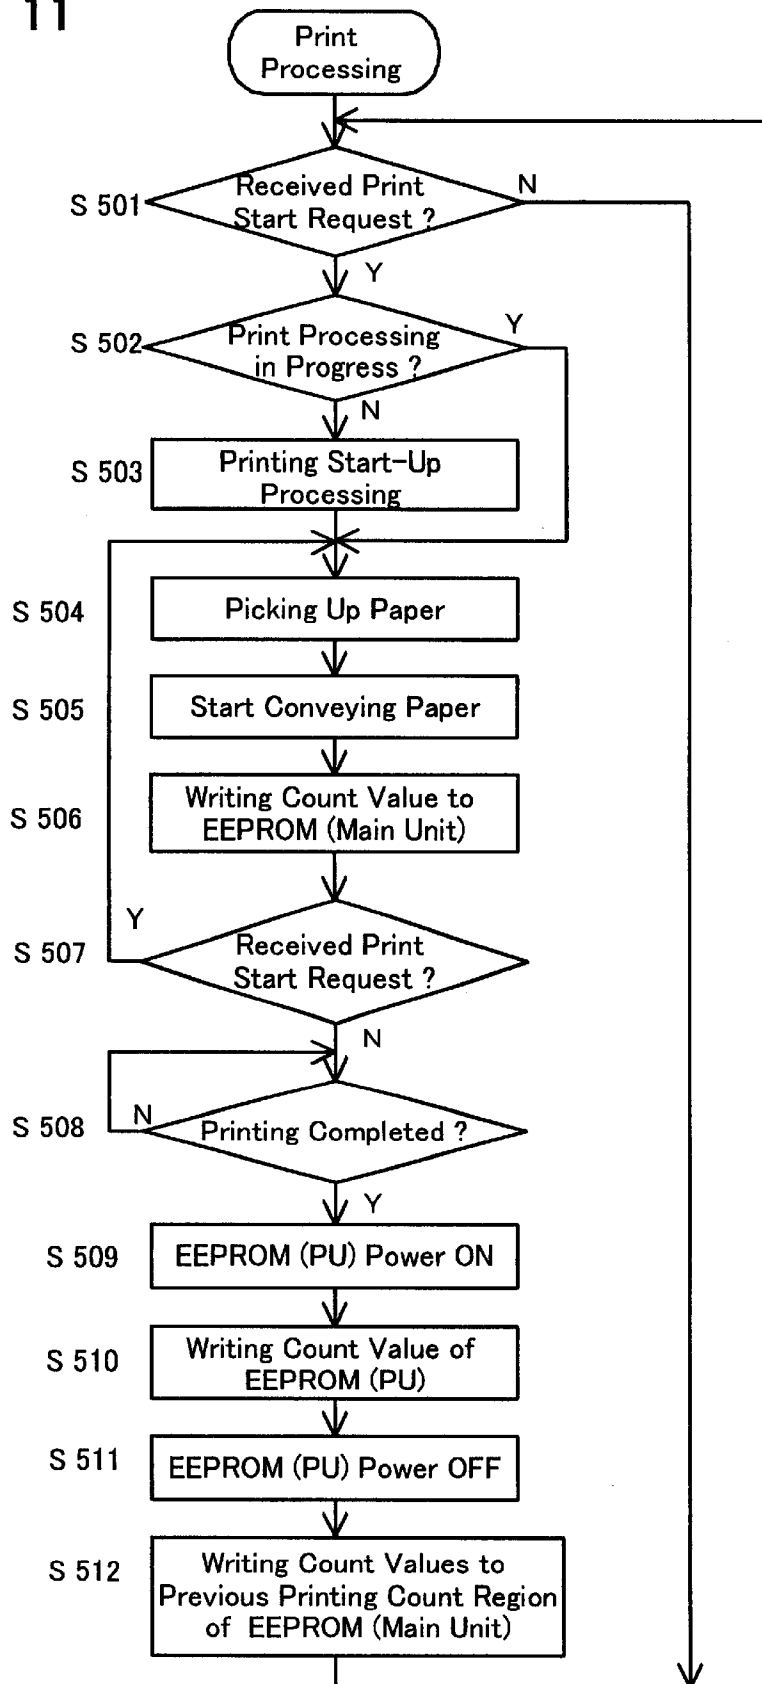 11
Print
Processing
S 501
Received Print
Start Request ?
N
Y
S 502
Print Processing
in Progress ?
Y
N
S 503
Printing Start-Up
Processing
S 504
Picking Up Paper
S 505
Start Conveying Paper
S 506
Writing Count Value to
EEPROM (Main Unit)
Y
S 507
Received Print
Start Request ?
N
S 508
N
Printing Completed ?
Y
S 509
EEPROM (PU) Power ON
S 510
Writing Count Value of
EEPROM (PU)
S 511
EEPROM (PU) Power OFF
S 512
Writing Count Values to
Previous Printing Count Region
of EEPROM (Main Unit)